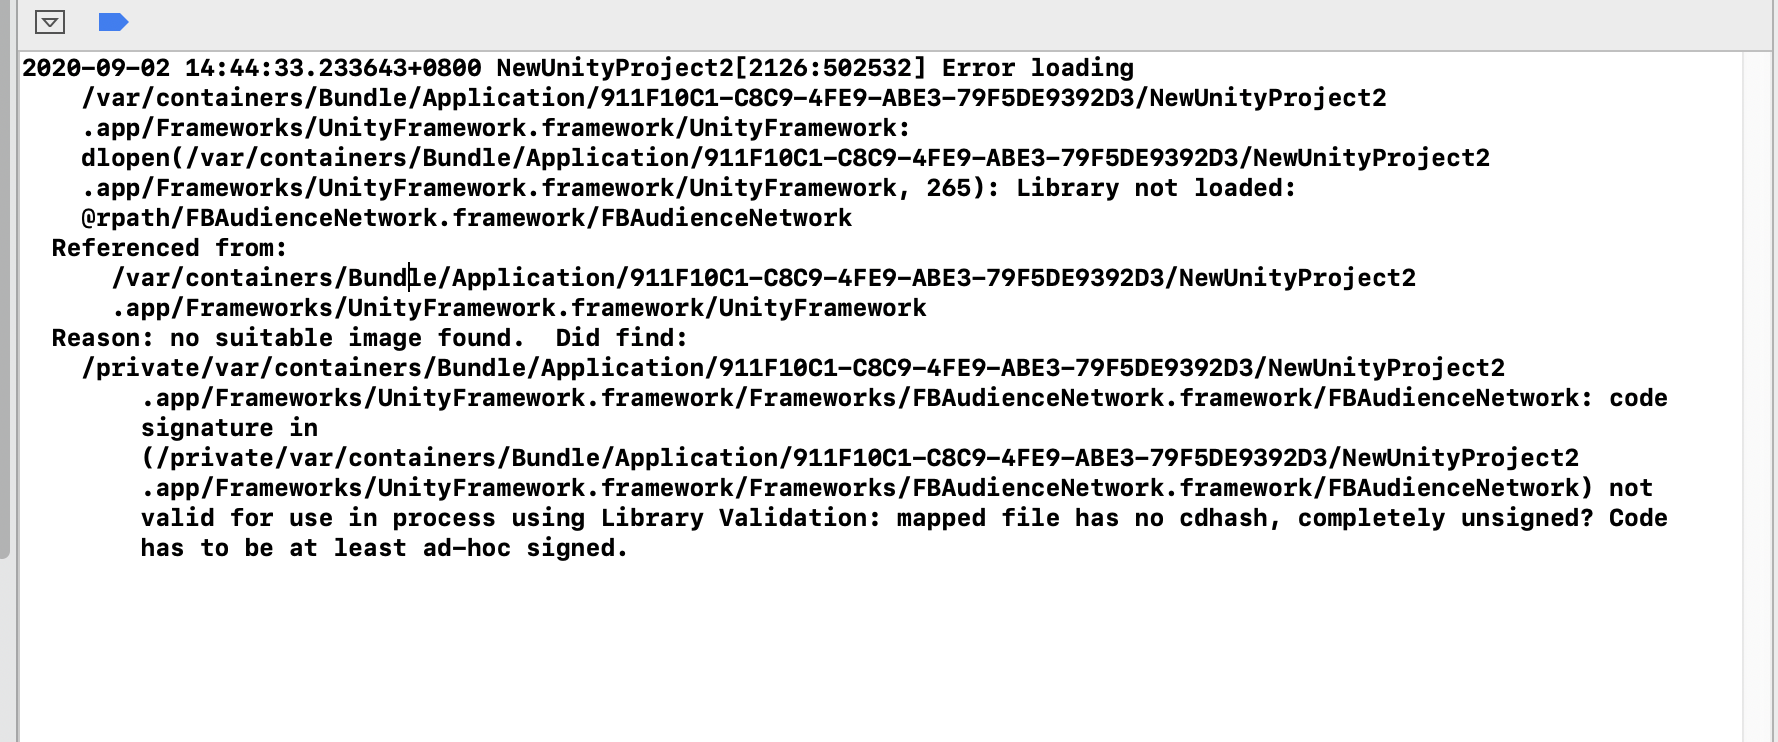 2020-09-02 14:44:33.233643+0800 NewUnityProject2[2126:502532] Error loading
/var/containers/Bundle/Application/911F10C1-C8C9-4FE9-ABE3-79F5DE9392D3/NewUnityProject2
.app/Frameworks/UnityFramework.framework/UnityFramework:
dlopen(/var/containers/Bundle/Application/911F10C1-C8C9-4FE9-ABE3-79F5DE9392D3/NewUnityProject2
.app/Frameworks/UnityFramework.framework/UnityFramework, 265): Library not loaded:
@rpath/FBAudienceNetwork.framework/FBAudienceNetwork
Referenced from:
/var/containers/Bundle/Application/911F10C1-C8C9-4FE9-ABE3-79F5DE9392D3/NewUnityProject2
.app/Frameworks/UnityFramework.framework/UnityFramework
Reason: no suitable image found.  Did find:
/private/var/containers/Bundle/Application/911F10C1-C8C9-4FE9-ABE3-79F5DE9392D3/NewUnityProject2
.app/Frameworks/UnityFramework.framework/Frameworks/FBAudienceNetwork.framework/FBAudienceNetwork: code
signature in
(/private/var/containers/Bundle/Application/911F10C1-C8C9-4FE9-ABE3-79F5DE9392D3/NewUnityProject2
.app/Frameworks/UnityFramework.framework/Frameworks/FBAudienceNetwork.framework/FBAudienceNetwork) not
valid for use in process using Library Validation: mapped file has no cdhash, completely unsigned? Code
has to be at least ad-hoc signed.